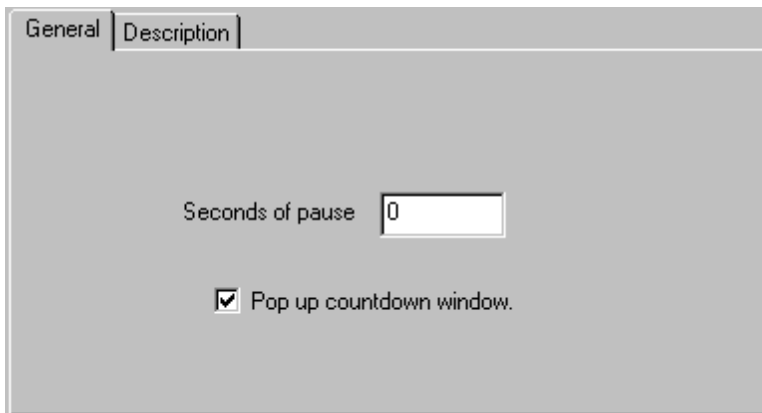 General Description
Seconds of pause 0
Pop up countdown window.